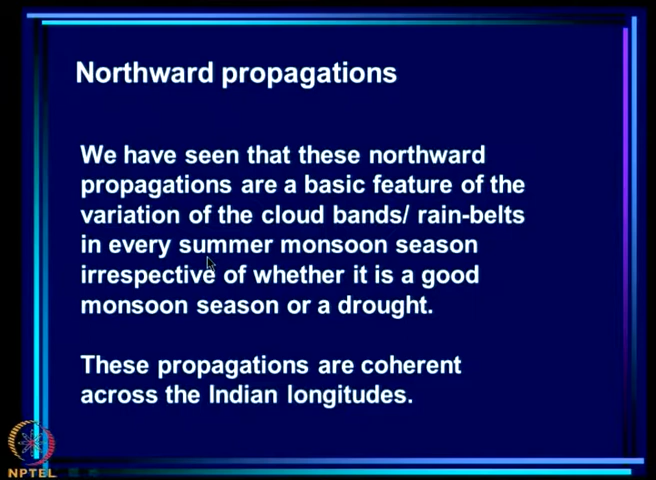 Northward propagations
We have seen that these northward
propagations are a basic feature of the
variation of the cloud bands/ rain-belts
in every summer monsoon season
irrespective of whether it is a good
monsoon season or a drought.
These propagations are coherent
across the Indian longitudes.
NPTEL